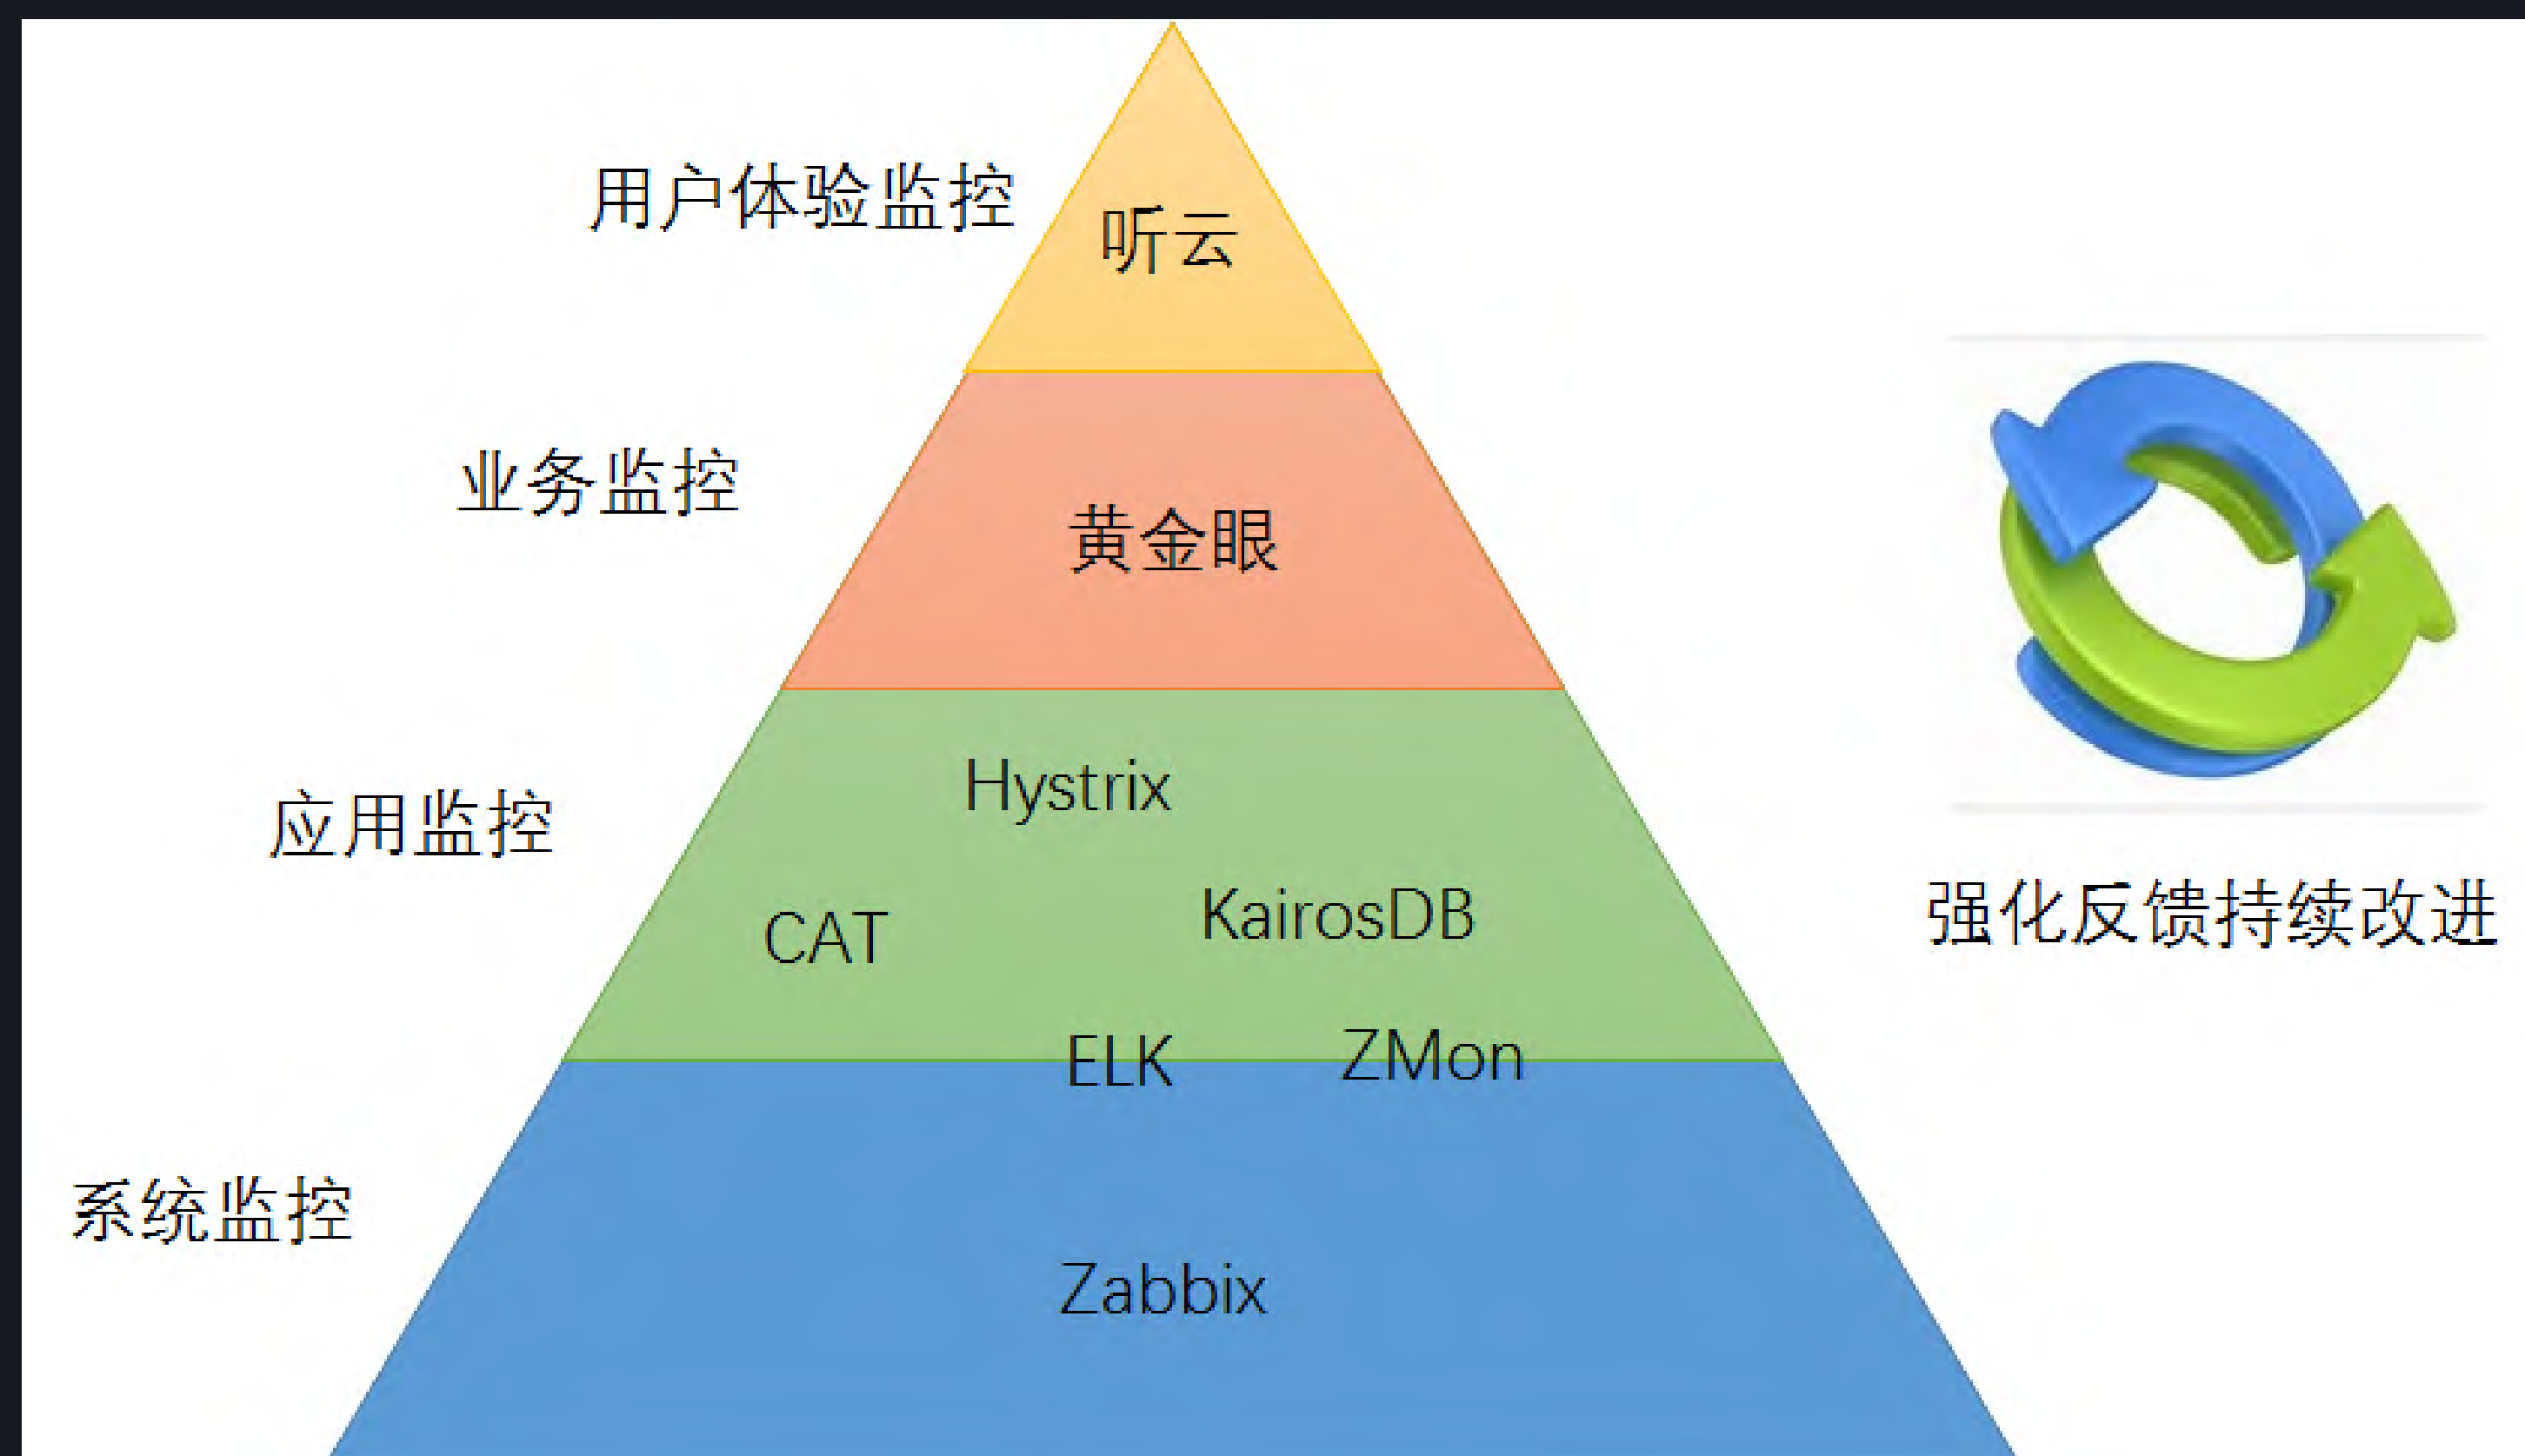 用户体验监控
听云
业务监控
黄金眼
Hystrix
应用监控
CAT
KairosDB
强化反馈持续改进
ELK
ZMon
系统监控
Zabbix